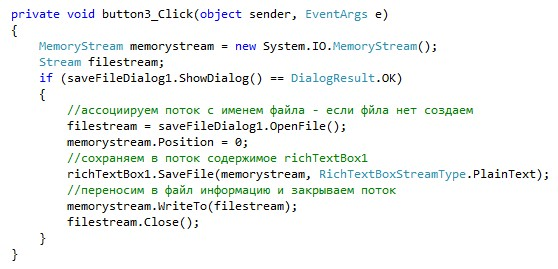 private void button3_Click(object sender, EventArgs e)
{
MemoryStream memorystream = new System.IO.MemoryStream();
Stream filestream;
if (saveFileDialog1.ShowDialog() == DialogResult.OK)
{
//ассоциируем поток с именем файла - если фйла нет создаем
filestream = saveFileDialog1.OpenFile();
memorystream.Position = 0;
//сохраняем в поток содержимое richTextBox1
richTextBox1.SaveFile(memorystream, RichTextBoxStreamType.PlainText);
//переносим в файл информацию и закрываем поток
memorystream.WriteTo(filestream);
filestream.Close();
}
}